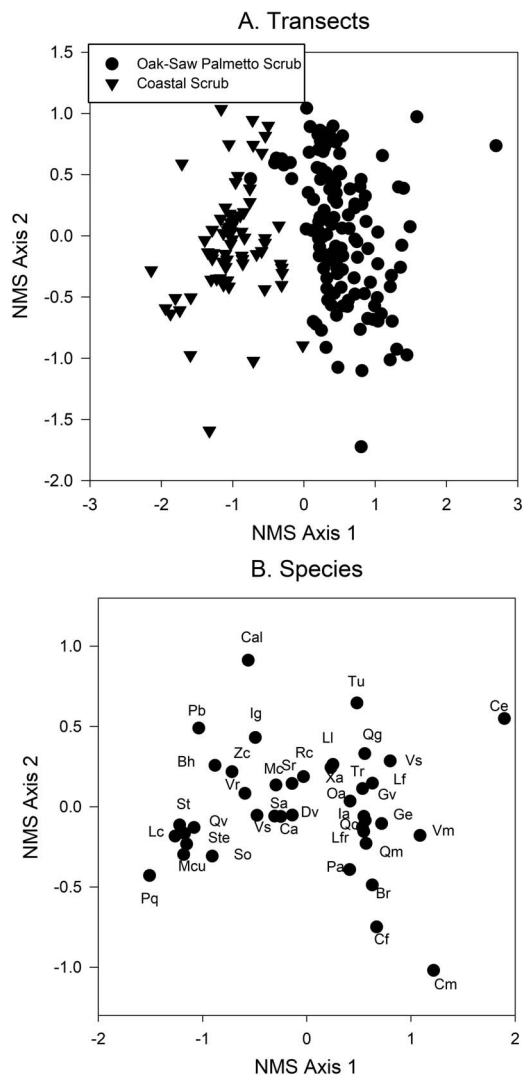 A. Transects
1.5
Oak-Saw Palmetto Scrub
Coastal Scrub
1.0
0.5
0.0
-0.5
-1.0
-1.5
-2.0
NMS Axis 2
-3 -2 -1 0 1 2 3
NMS Axis 1
B. Species
Cal
1.0
Tu
Pb
Ig
Ce
0.5
Qg
Ll
Vs
Bh
Zc
Mc
Sr
Rc
Xa
Tr
Lf
Vr
Oa
Gv
St
Sa
Dv
Ia
Ge
0.0
Lc
Qv
Vs
Ca
Qc
Vm
Ste
Lfr
Qm
Mcu
So
Pa
Pq
Br
-0.5
Cf
-1.0
Cm
NMS Axis 2
-2 -1 0 1 2
NMS Axis 1